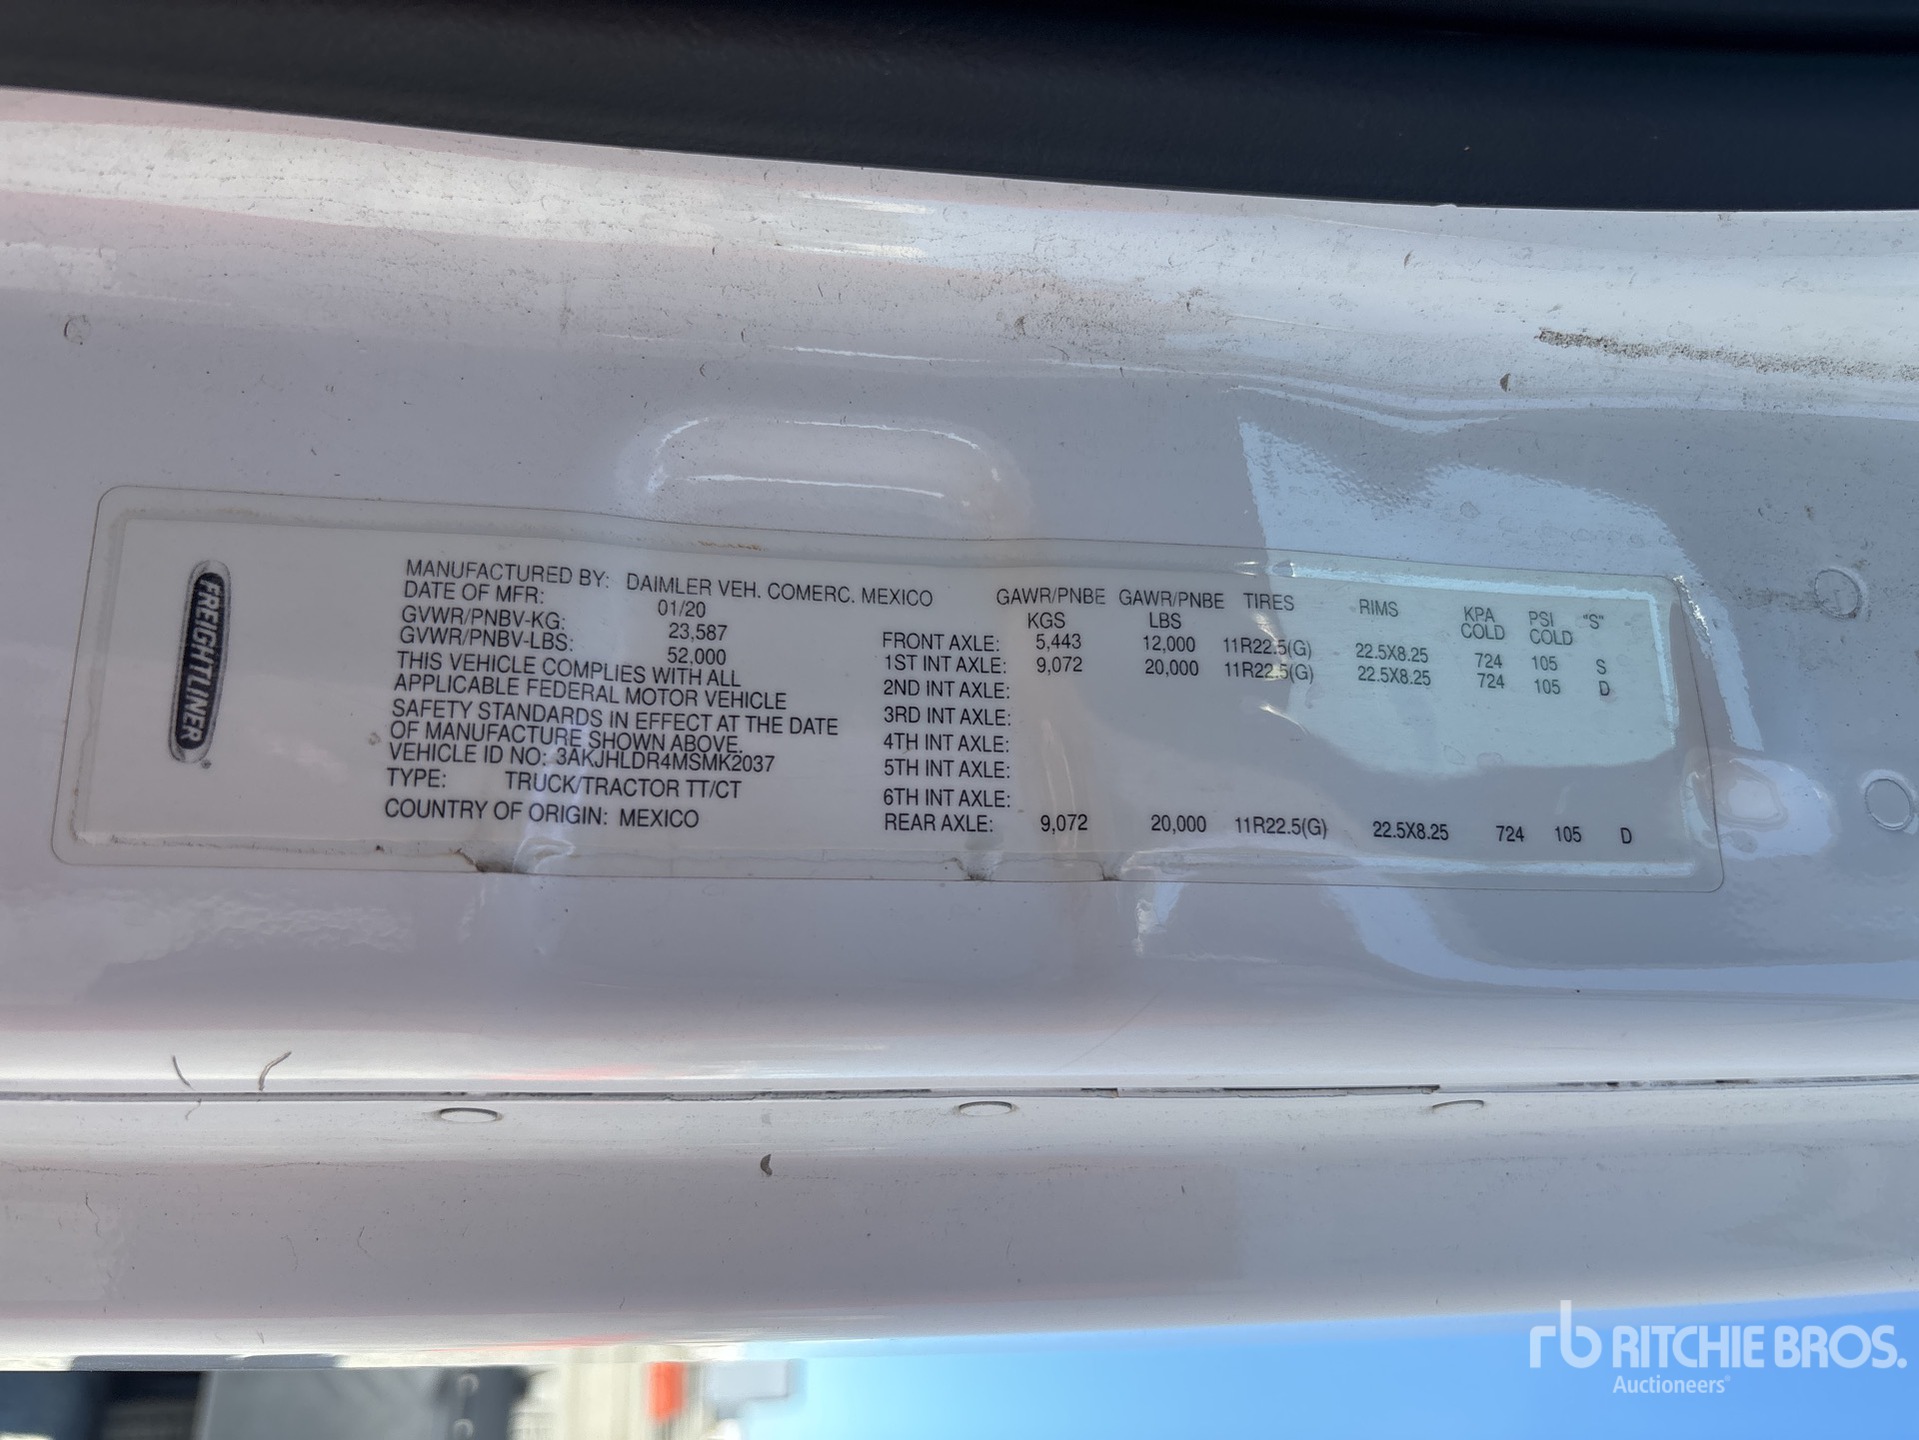 FREIGHTLINER
MANUFACTURED BY: DAIMLER VEH. COMERC. MEXICO
DATE OF MFR: 01/20
GVWR/PNBV-KG: 23,587
GVWR/PNBV-LBS: 52,000
THIS VEHICLE COMPLIES WITH ALL
APPLICABLE FEDERAL MOTOR VEHICLE
SAFETY STANDARDS IN EFFECT AT THE DATE
OF MANUFACTURE SHOWN ABOVE.
VEHICLE ID NO: 3AKJHLDR4MSMK2037
TYPE: TRUCK/TRACTOR TT/CT
COUNTRY OF ORIGIN: MEXICO
GAWR/PNBE KGS GAWR/PNBE LBS TIRES RIMS KPA COLD PSI COLD "S"
FRONT AXLE: 5,443 12,000 11R22.5(G) 22.5X8.25 724 105 S
1ST INT AXLE: 9,072 20,000 11R22.5(G) 22.5X8.25 724 105 D
2ND INT AXLE:
3RD INT AXLE:
4TH INT AXLE:
5TH INT AXLE:
6TH INT AXLE:
REAR AXLE: 9,072 20,000 11R22.5(G) 22.5X8.25 724 105 D
rb RITCHIE BROS.
Auctioneers